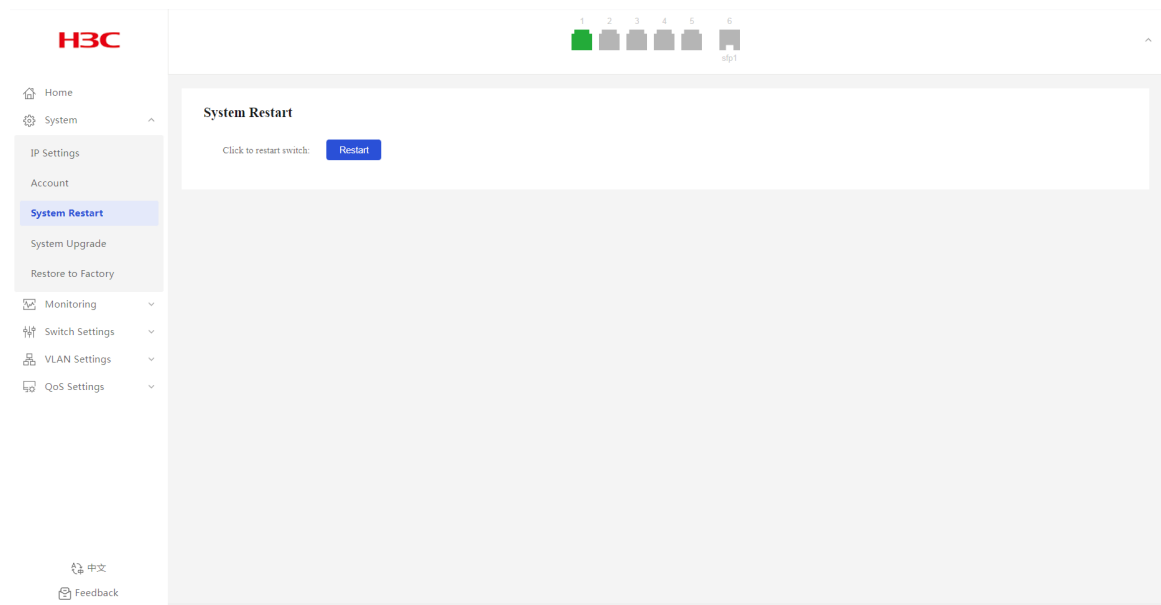 H3C
1 2 3 4 5 6
sfp1
Home
System
IP Settings
Account
System Restart
System Upgrade
Restore to Factory
Monitoring
Switch Settings
VLAN Settings
QoS Settings
中文
Feedback
System Restart
Click to restart switch: Restart